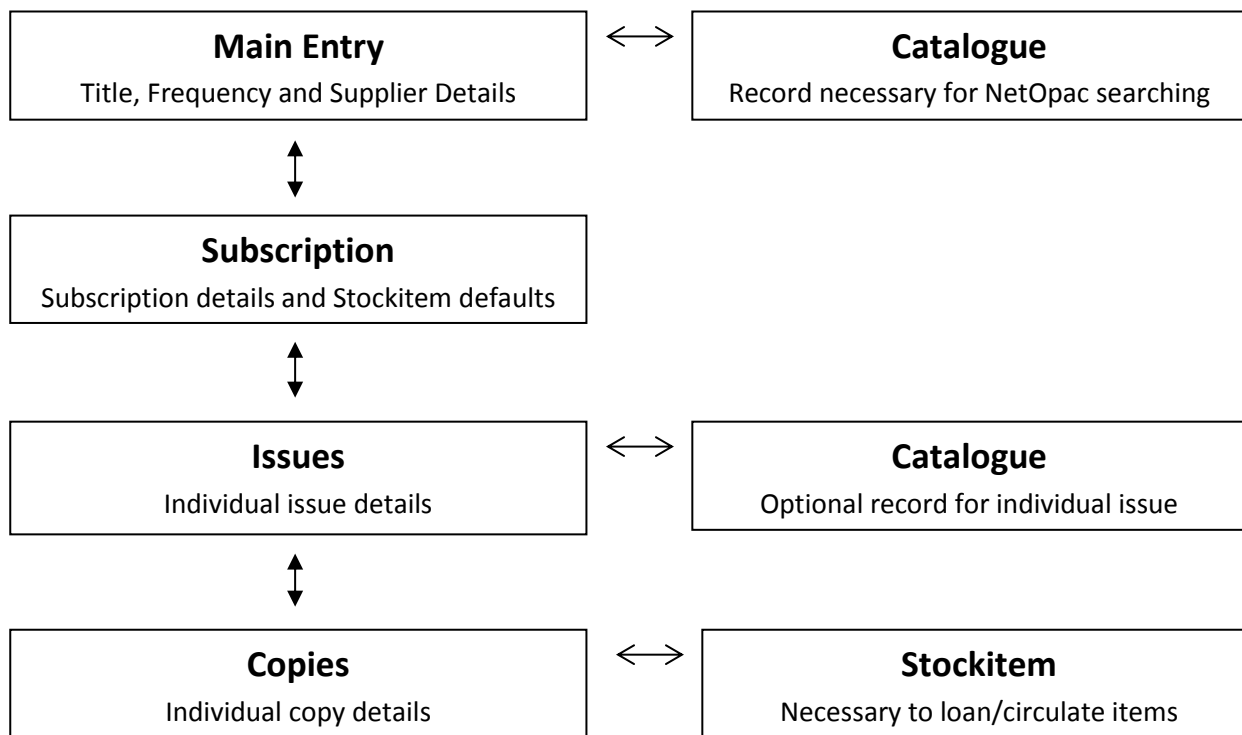 Main Entry
Title, Frequency and Supplier Details
Catalogue
Record necessary for NetOpac searching
Subscription
Subscription details and Stockitem defaults
Issues
Individual issue details
Catalogue
Optional record for individual issue
Copies
Individual copy details
Stockitem
Necessary to loan/circulate items